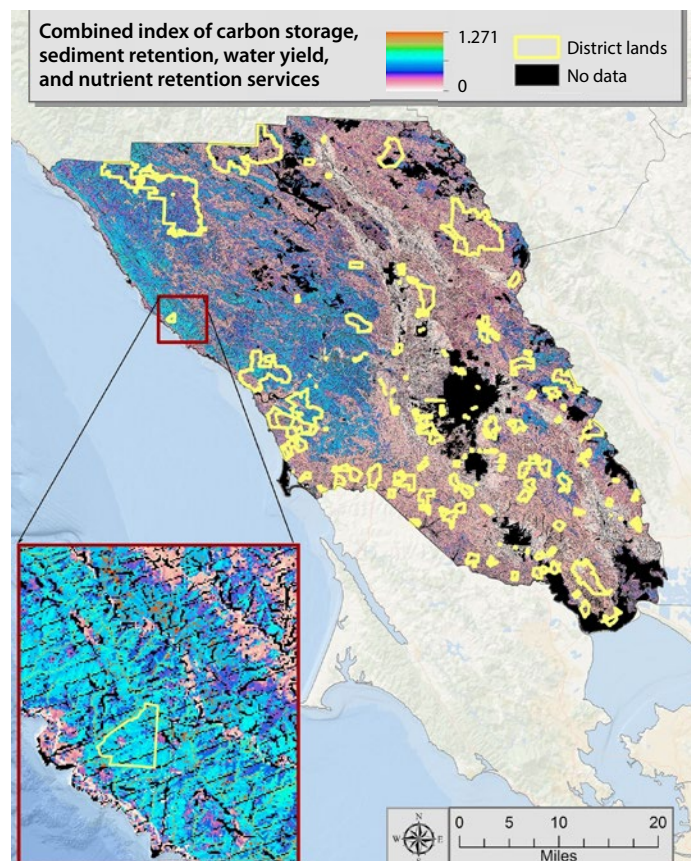 Combined index of carbon storage,
sediment retention, water yield,
and nutrient retention services
1.271
0
District lands
No data
N
W E
S
0 5 10 20
Miles